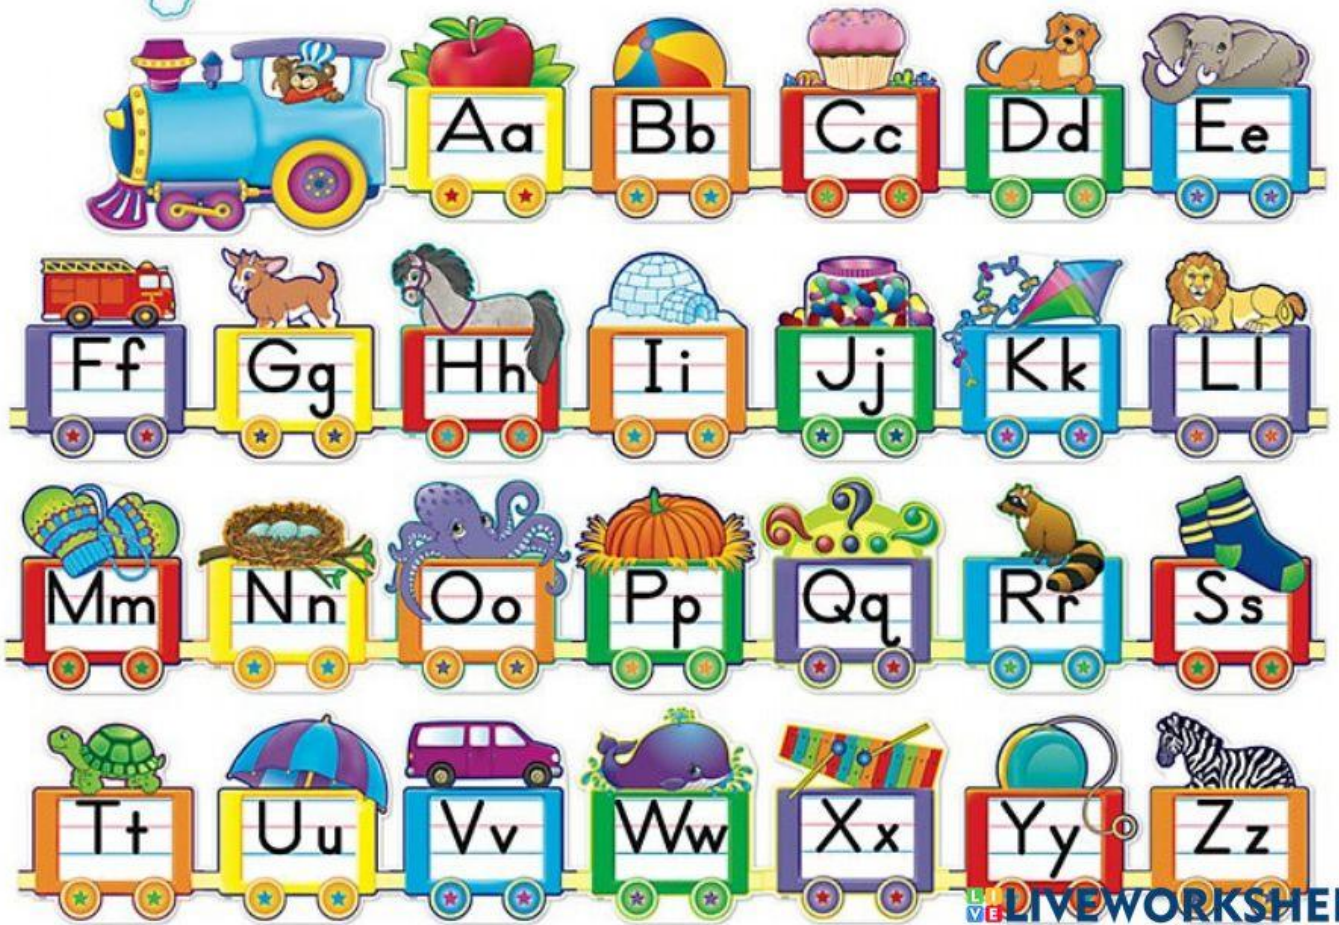 Aa Bb Cc Dd Ee
Ff Gg Hh Ii Jj Kk Ll
Mm Nn Oo Pp Qq Rr Ss
Tt Uu Vv Ww Xx Yy Zz
LIVE LIVEWORKSHE